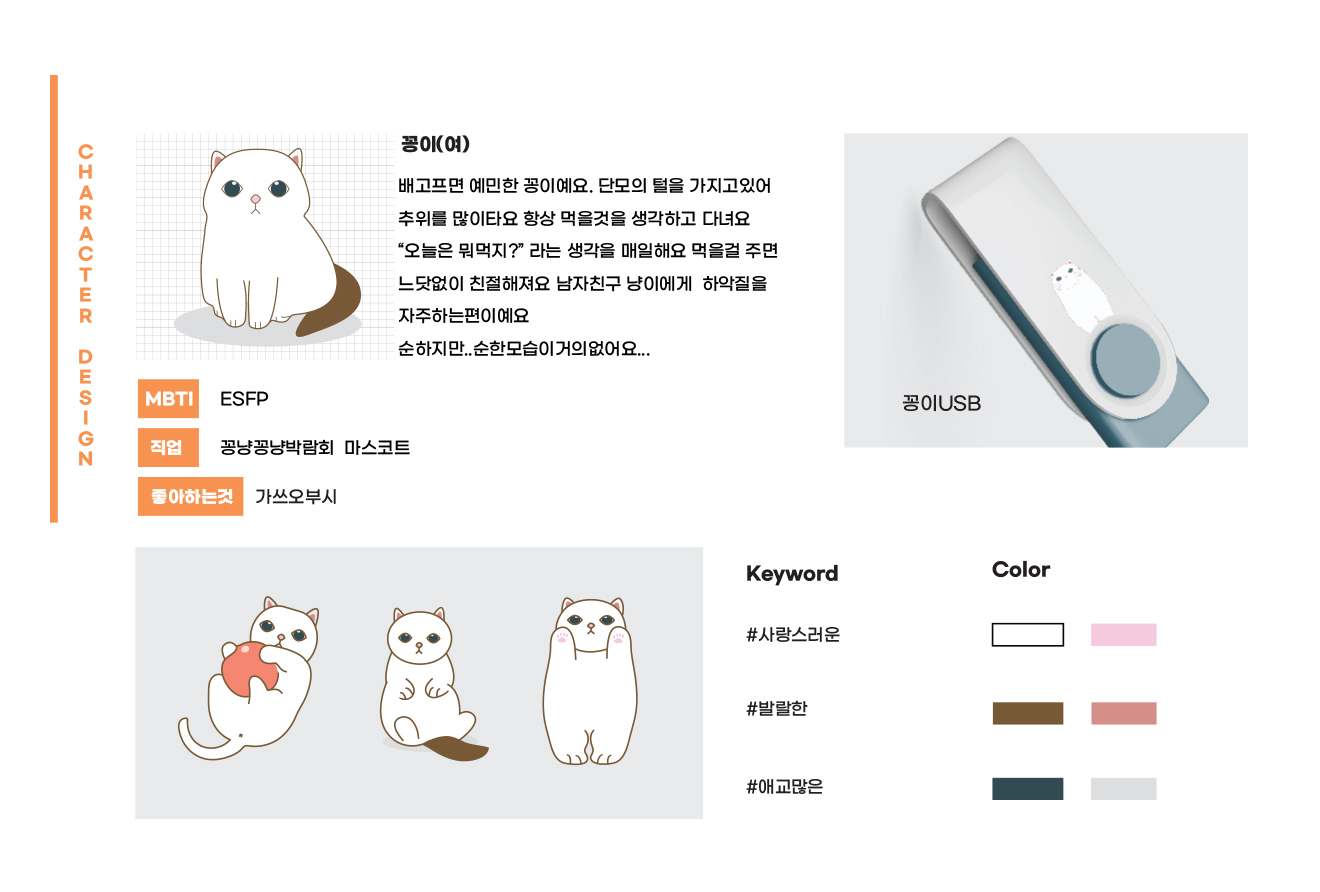 CHARACTER DESIGN
꽁이(여)
배고프면 예민한 꽁이예요. 단모의 털을 가지고있어
추위를 많이타요 항상 먹을것을 생각하고 다녀요
“오늘은 뭐먹지?” 라는 생각을 매일해요 먹을걸 주면
느닷없이 친절해져요 남자친구 냥이에게 하악질을
자주하는편이예요
순하지만..순한모습이거의없어요...
MBTI ESFP
직업 꽁냥꽁냥박람회 마스코트
좋아하는것 가쓰오부시
꽁이USB
Keyword
#사랑스러운
#발랄한
#애교많은
Color